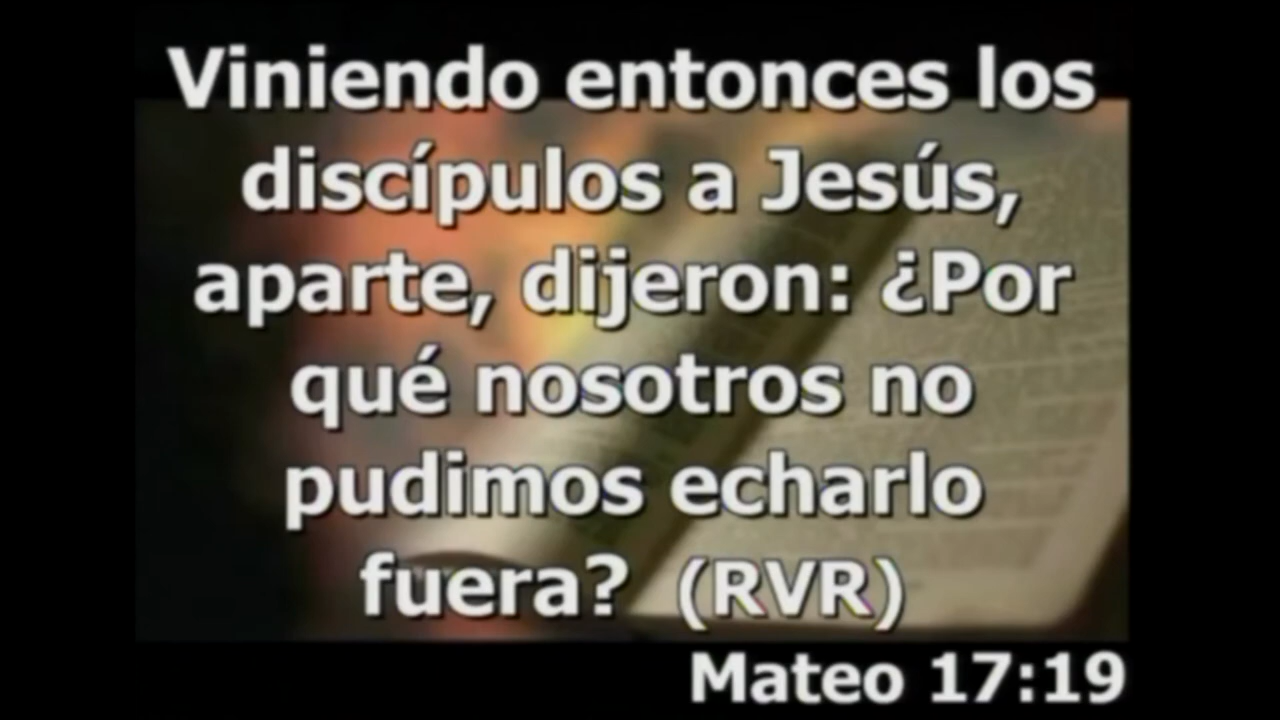 Viniendo entonces los
discípulos a Jesús,
aparte, dijeron: ¿Por
qué nosotros no
pudimos echarlo
fuera? (RVR)
Mateo 17:19